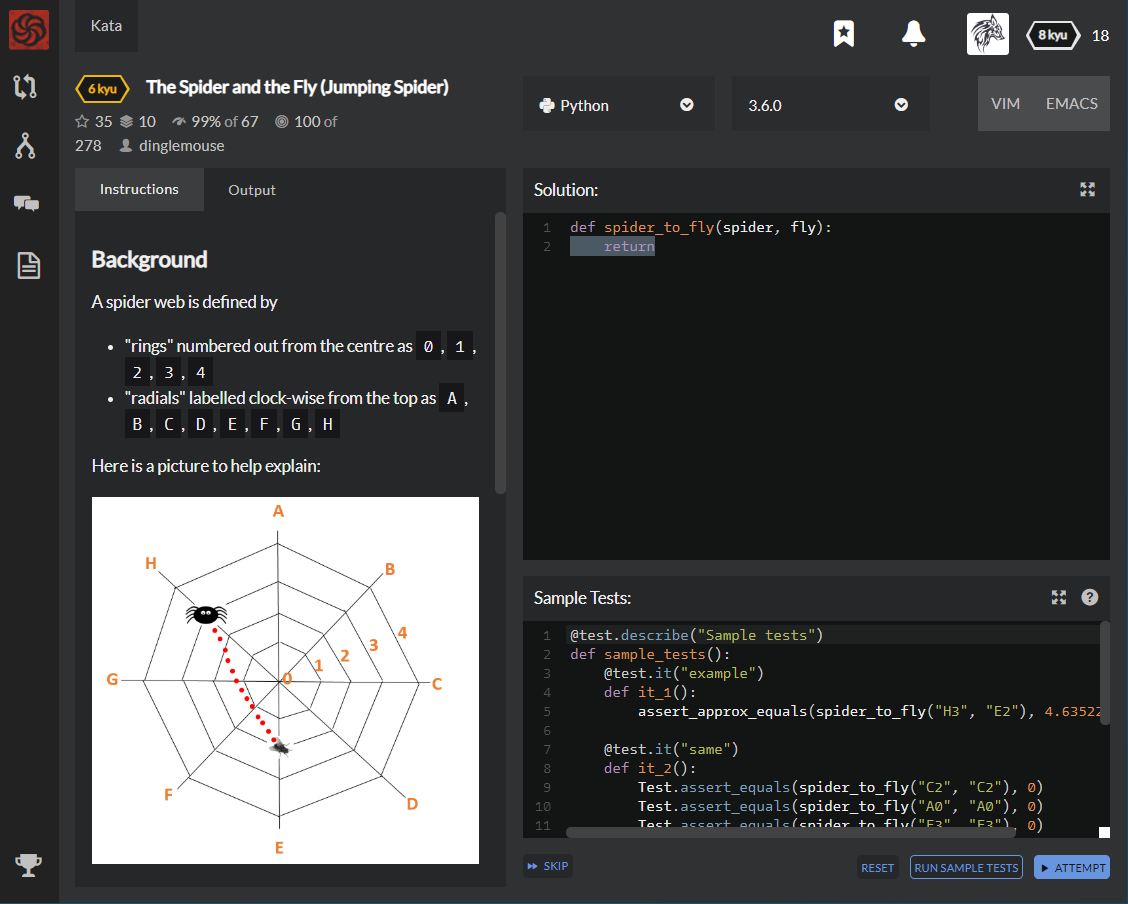 Kata
8 kyu 18
6 kyu The Spider and the Fly (Jumping Spider)
35 10 99% of 67 100 of
278 dinglemouse
Python
3.6.0
VIM EMACS
Instructions Output
Background
A spider web is defined by
• "rings" numbered out from the centre as 0, 1,
2, 3, 4
• "radials" labelled clock-wise from the top as A,
B, C, D, E, F, G, H
Here is a picture to help explain:
A
H
B
4
3
2
1
G
0
C
F
D
E
Solution:
1 def spider_to_fly(spider, fly):
2 return
Sample Tests:
1 @test.describe("Sample tests")
2 def sample_tests():
3 @test.it("example")
4 def it_1():
5 assert_approx_equals(spider_to_fly("H3", "E2"), 4.63522
6
7 @test.it("same")
8 def it_2():
9 Test.assert_equals(spider_to_fly("C2", "C2"), 0)
10 Test.assert_equals(spider_to_fly("A0", "A0"), 0)
11 Test.assert_equals(spider_to_fly("E3", "E3"), 0)
SKIP
RESET RUN SAMPLE TESTS ATTEMPT